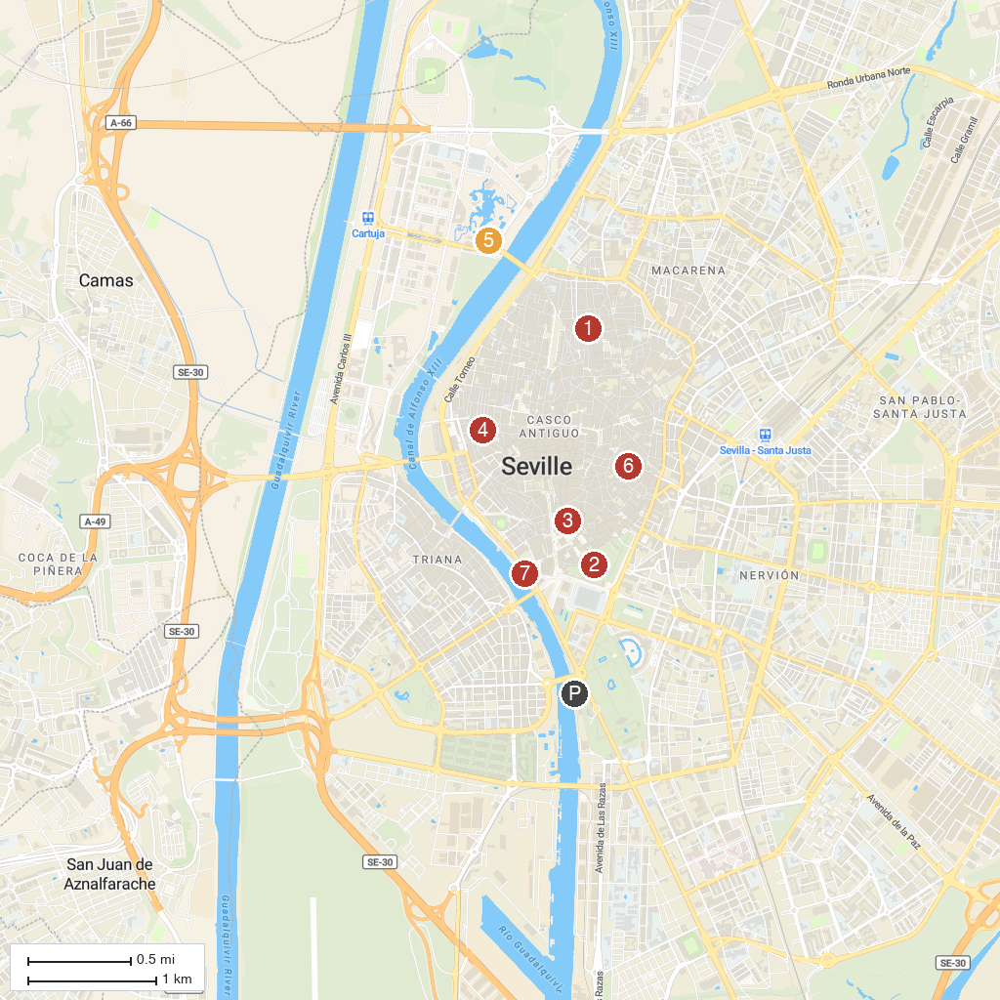 onso XIII
Ronda Urbana Norte
A-66
Calle Escarpia
Calle Gramil
Cartuja
5
MACARENA
Camas
1
Avenida Carlos III
SE-30
Calle Torneo
Canal de Alfonso XIII
SAN PABLO-
SANTA JUSTA
Guadalquivir River
4
CASCO
ANTIGUO
Sevilla - Santa Justa
Seville
6
A-49
3
COCA DE LA
PIÑERA
TRIANA
2
7
NERVIÓN
SE-30
P
Avenida de Las Razas
Avenida de la Paz
San Juan de
Aznalfarache
SE-30
Guadalquivir River
Río Guadalquivi
0.5 mi
1 km
SE-30
Razas